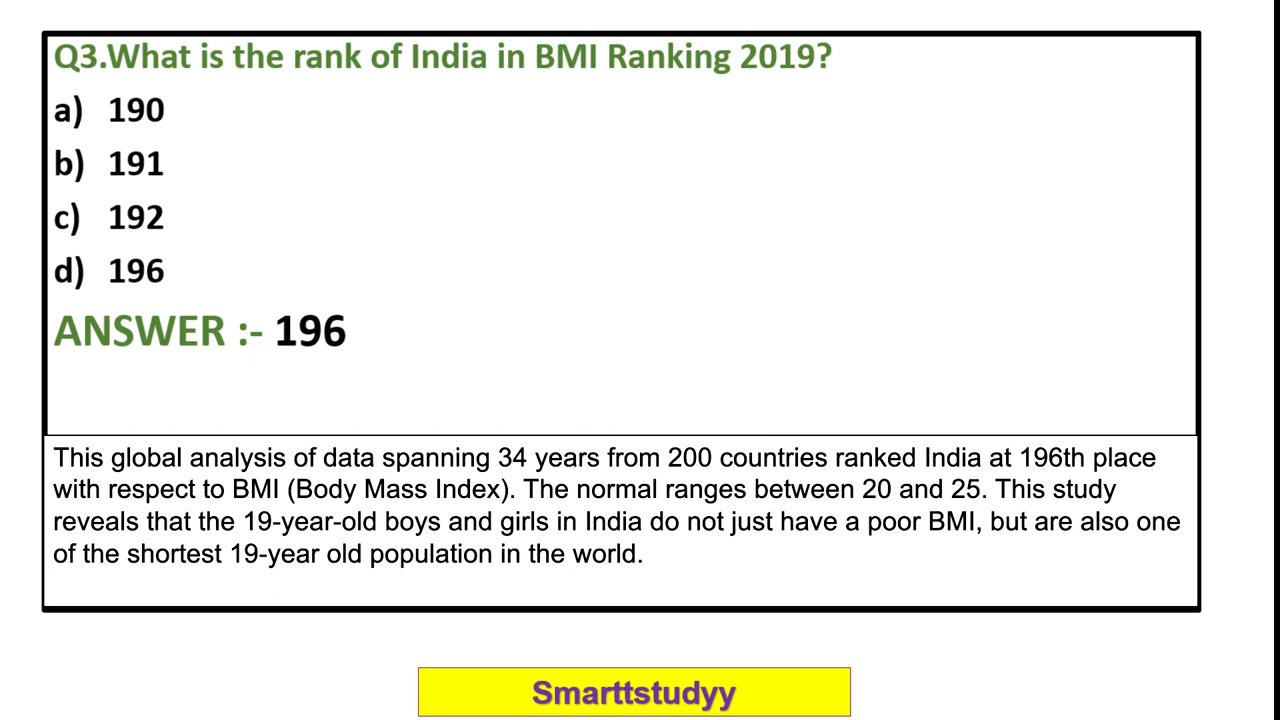 Q3.What is the rank of India in BMI Ranking 2019?
a) 190
b) 191
c) 192
d) 196
ANSWER :- 196
This global analysis of data spanning 34 years from 200 countries ranked India at 196th place
with respect to BMI (Body Mass Index). The normal ranges between 20 and 25. This study
reveals that the 19-year-old boys and girls in India do not just have a poor BMI, but are also one
of the shortest 19-year old population in the world.
Smarttstudyy